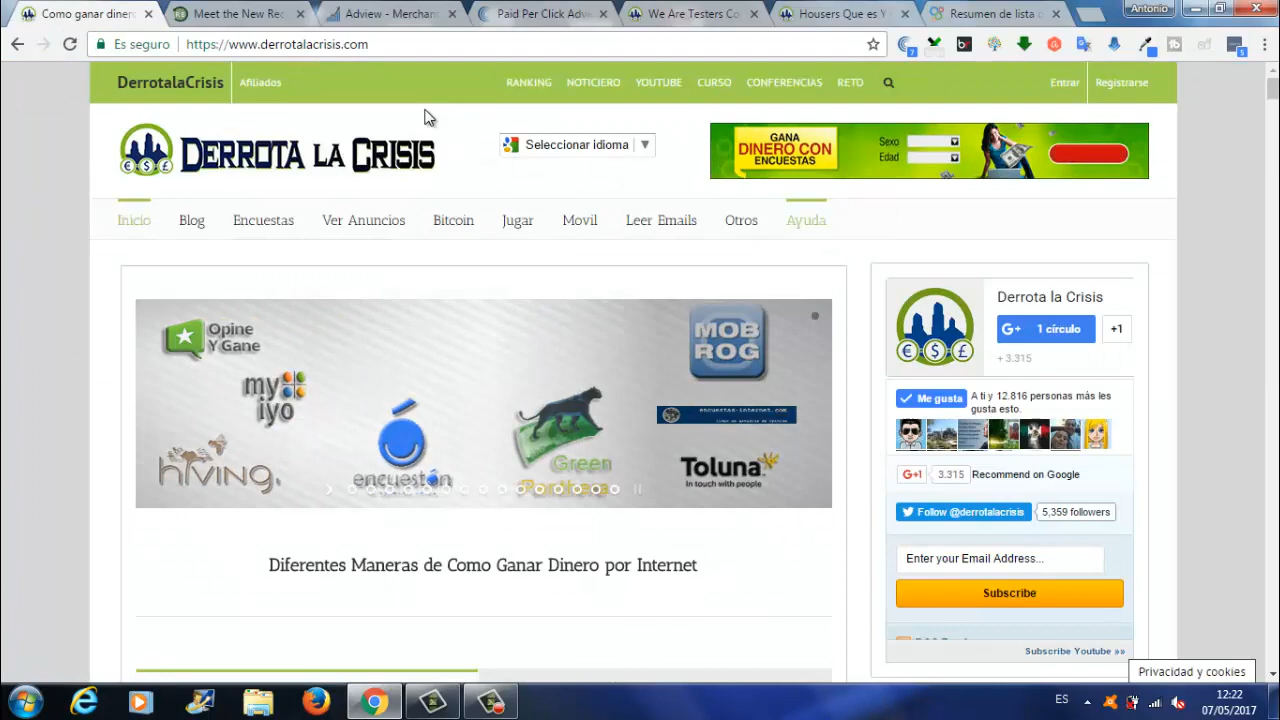 Como ganar diner
Meet the New Re
Adview - Merchan
Paid Per Click Adv
We Are Testers Co
Housers Que es Y
Resumen de lista d
Antonio
Es seguro
https://www.derrotalacrisis.com
7
5
DerrotalaCrisis
Afiliados
RANKING
NOTICIERO
YOUTUBE
CURSO
CONFERENCIAS
RETO
Entrar
Registrarse
€ $ £
DERROTA LA CRISIS
Seleccionar idioma
GANA
DINERO CON
ENCUESTAS
Sexo
Edad
Inicio
Blog
Encuestas
Ver Anuncios
Bitcoin
Jugar
Movil
Leer Emails
Otros
Ayuda
Opine
Y Gane
myiyo
hiving
encuestón
Green
Panthera
MOB
ROG
encuestas-internet.com
Toluna
In touch with people
Diferentes Maneras de Como Ganar Dinero por Internet
€ $ £
Derrota la Crisis
G+ 1 círculo
+1
+ 3.315
Me gusta
A ti y 12.816 personas más les
gusta esto.
G+1
3.315
Recommend on Google
Follow @derrotalacrisis
5,359 followers
Enter your Email Address...
Subscribe
Subscribe Youtube »»
Privacidad y cookies
ES
12:22
07/05/2017